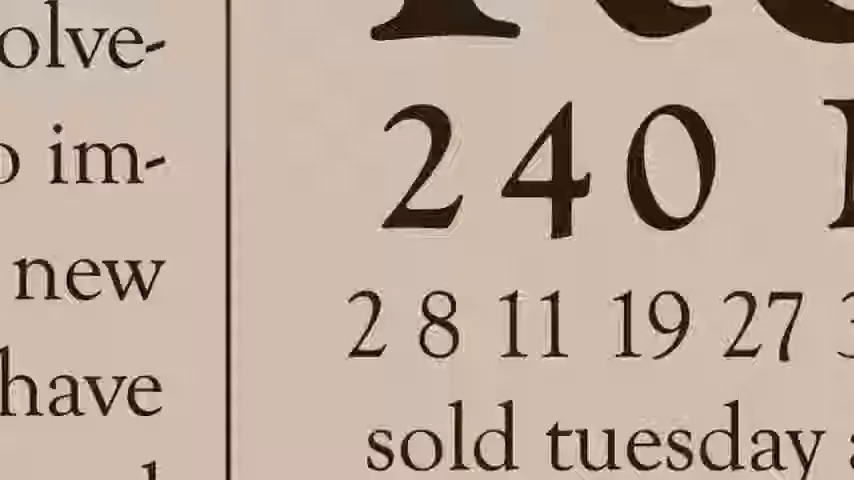 olve-
im-
new
have
240
2 8 11 19 27
sold tuesday